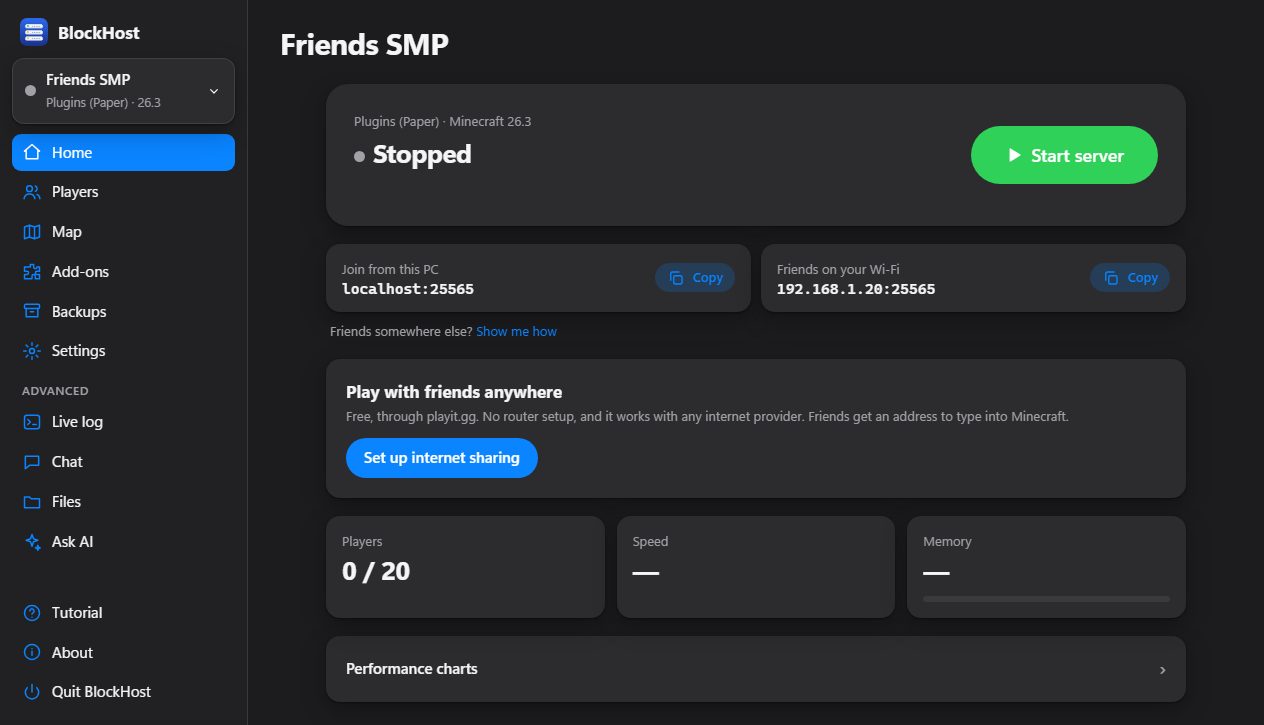 BlockHost
Friends SMP
Plugins (Paper) · 26.3
Home
Players
Map
Add-ons
Backups
Settings
ADVANCED
Live log
Chat
Files
Ask AI
Tutorial
About
Quit BlockHost
Friends SMP
Plugins (Paper) · Minecraft 26.3
Stopped
Start server
Join from this PC
localhost:25565
Copy
Friends on your Wi-Fi
192.168.1.20:25565
Copy
Friends somewhere else? Show me how
Play with friends anywhere
Free, through playit.gg. No router setup, and it works with any internet provider. Friends get an address to type into Minecraft.
Set up internet sharing
Players
0 / 20
Speed
—
Memory
—
Performance charts